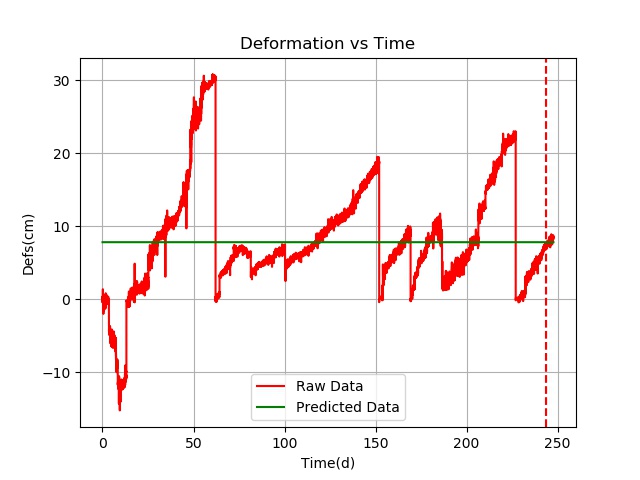 Deformation vs Time
Defs(cm)
30
20
10
0
−10
0 50 100 150 200 250
Time(d)
Raw Data
Predicted Data